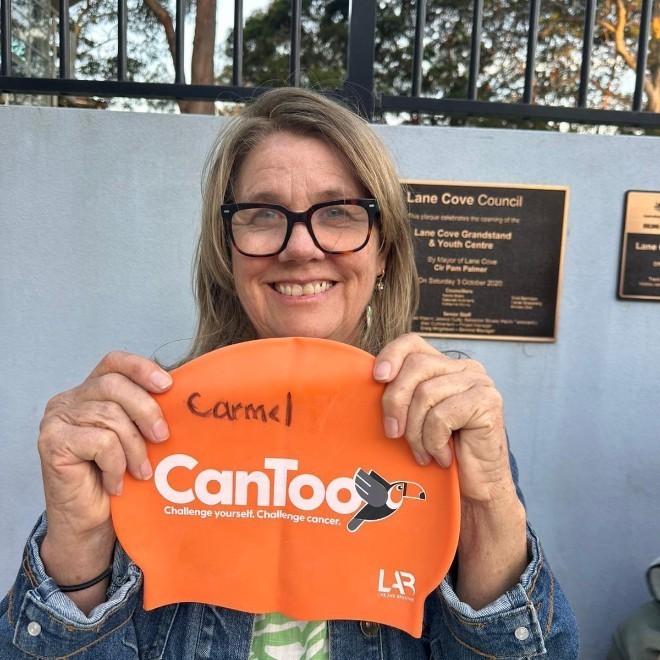 Lane Cove Council
This plaque celebrates the opening of the
Lane Cove Grandstand
& Youth Centre
By Mayor of Lane Cove
Clr Pam Palmer
On Saturday 3 October 2020
Councillors
Senior Staff
Carmel
CanToo
Challenge yourself. Challenge cancer.
LAB